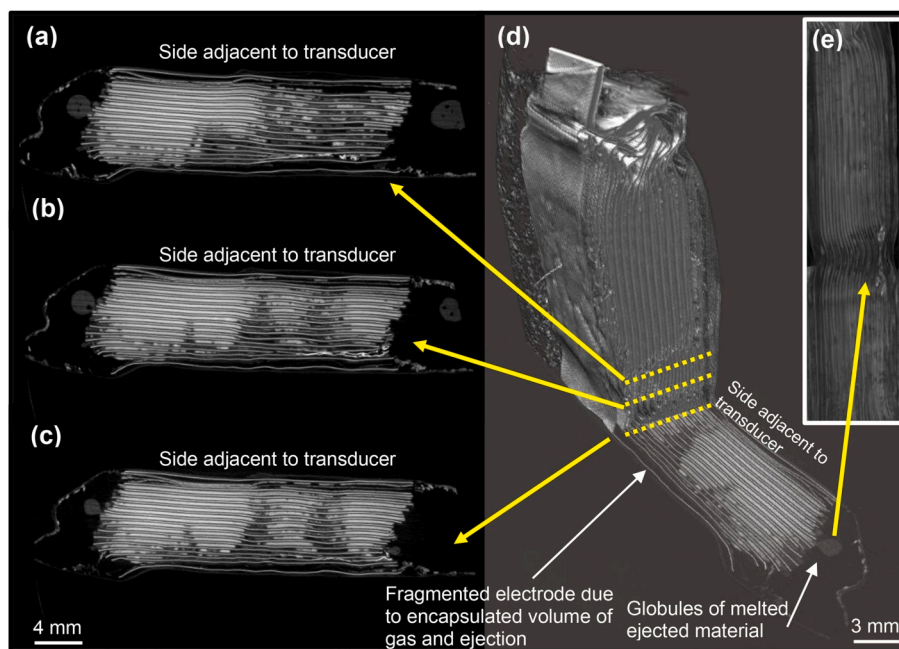 (a)
Side adjacent to transducer
(b)
Side adjacent to transducer
(c)
Side adjacent to transducer
4 mm
(d)
Side adjacent to
transducer
Fragmented electrode due
to encapsulated volume of
gas and ejection
Globules of melted
ejected material
3 mm
(e)